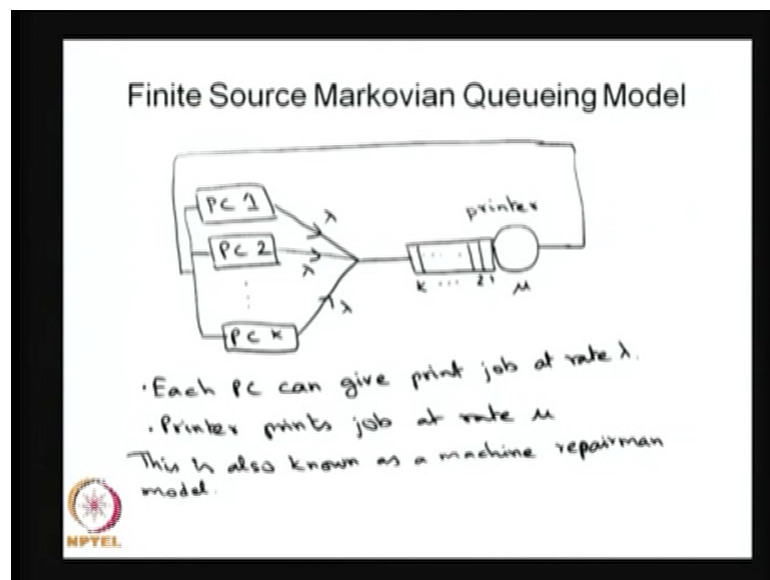 Finite Source Markovian Queueing Model
PC 1
λ
printer
PC 2
λ
K ... 2 1
μ
PC K
λ
• Each PC can give print job at rate λ.
• Printer prints job at rate μ
This is also known as a machine repairman
model.
NPTEL